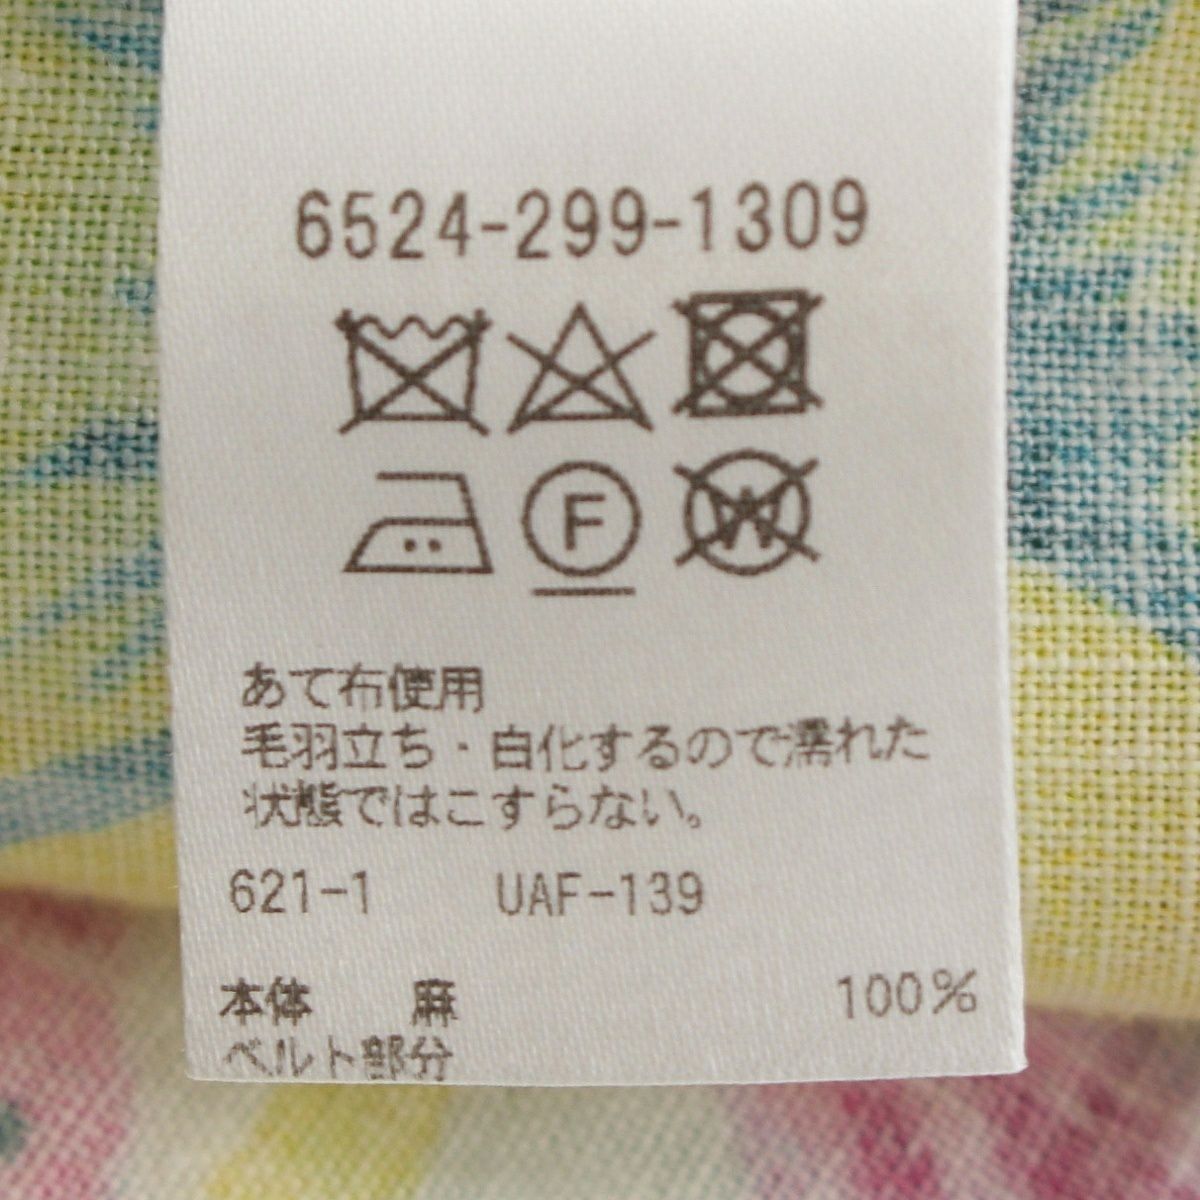 6524-299-1309
F W
あて布使用
毛羽立ち・白化するので濡れた
状態ではこすらない。
621-1 UAF-139
本体 麻 100%
ベルト部分